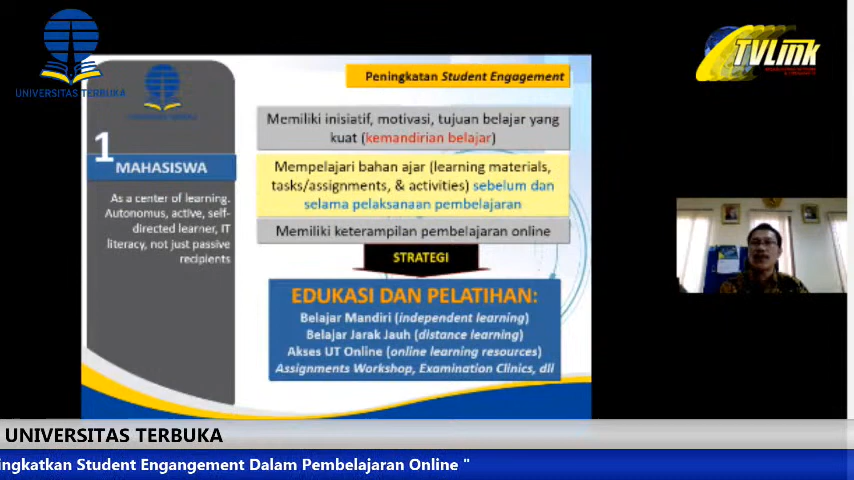 UNIVERSITAS TERBUKA
TVLink
Peningkatan Student Engagement
1
MAHASISWA
As a center of learning.
Autonomus, active, self-
directed learner, IT
literacy, not just passive
recipients
Memiliki inisiatif, motivasi, tujuan belajar yang
kuat (kemandirian belajar)
Mempelajari bahan ajar (learning materials,
tasks/assignments, & activities) sebelum dan
selama pelaksanaan pembelajaran
Memiliki keterampilan pembelajaran online
STRATEGI
EDUKASI DAN PELATIHAN:
Belajar Mandiri (independent learning)
Belajar Jarak Jauh (distance learning)
Akses UT Online (online learning resources)
Assignments Workshop, Examination Clinics, dll
UNIVERSITAS TERBUKA
ingkatkan Student Engangement Dalam Pembelajaran Online "